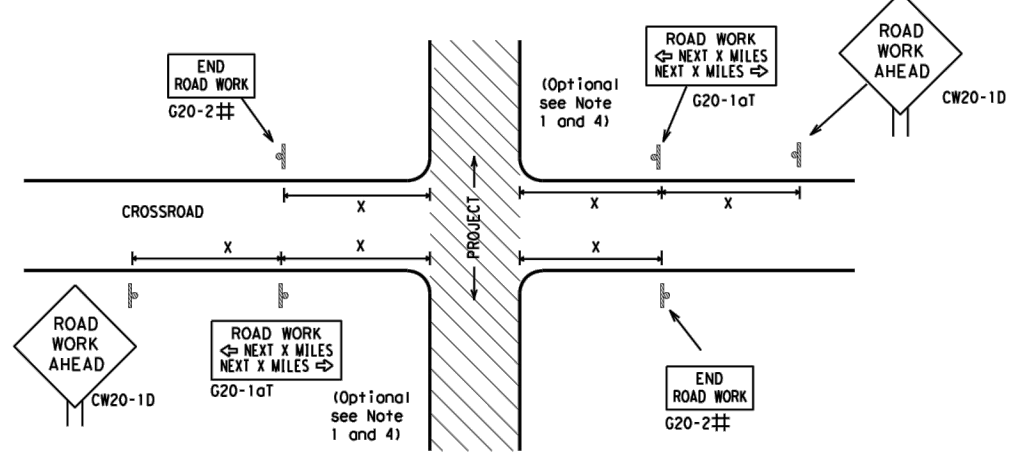 END
ROAD WORK
G20-2#
ROAD WORK
⇦ NEXT X MILES
NEXT X MILES ⇨
G20-1aT
(Optional
see Note
1 and 4)
ROAD
WORK
AHEAD
CW20-1D
CROSSROAD
X
X
X
PROJECT
X
X
X
ROAD
WORK
AHEAD
CW20-1D
ROAD WORK
⇦ NEXT X MILES
NEXT X MILES ⇨
G20-1aT
(Optional
see Note
1 and 4)
END
ROAD WORK
G20-2#